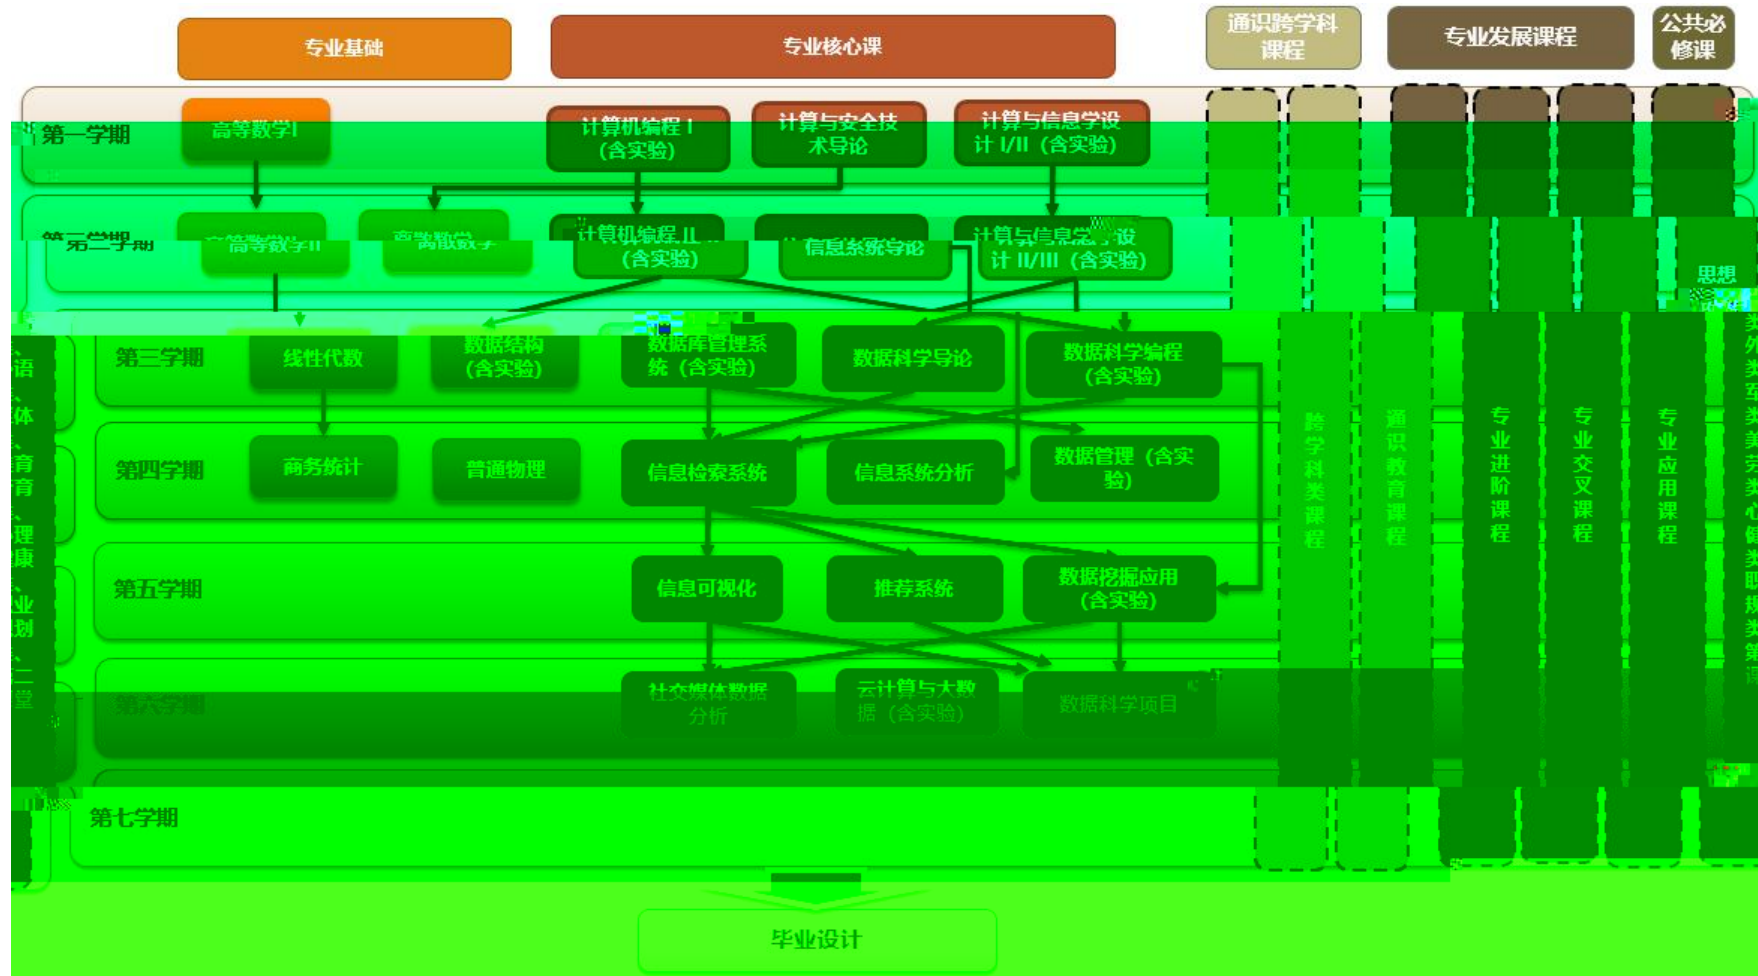 专业基础
专业核心课
通识跨学科
课程
专业发展课程
公共必
修课
第一学期
高等数学I
计算机编程 I
(含实验)
计算与安全技
术导论
计算与信息学设
计 I/II（含实验)
第二学期
高等数学II
离散数学
计算机编程 II
(含实验)
信息系统导论
计算与信息学设
计 II/III（含实验)
思想
第三学期
线性代数
数据结构
(含实验)
数据库管理系
统（含实验)
数据科学导论
数据科学编程
(含实验)
第四学期
商务统计
普通物理
信息检索系统
信息系统分析
数据管理（含实
验)
第五学期
信息可视化
推荐系统
数据挖掘应用
(含实验)
第六学期
社交媒体数据
分析
云计算与大数
据（含实验)
数据科学项目
第七学期
跨学科类课程
通识教育课程
专业进阶课程
专业交叉课程
专业应用课程
毕业设计